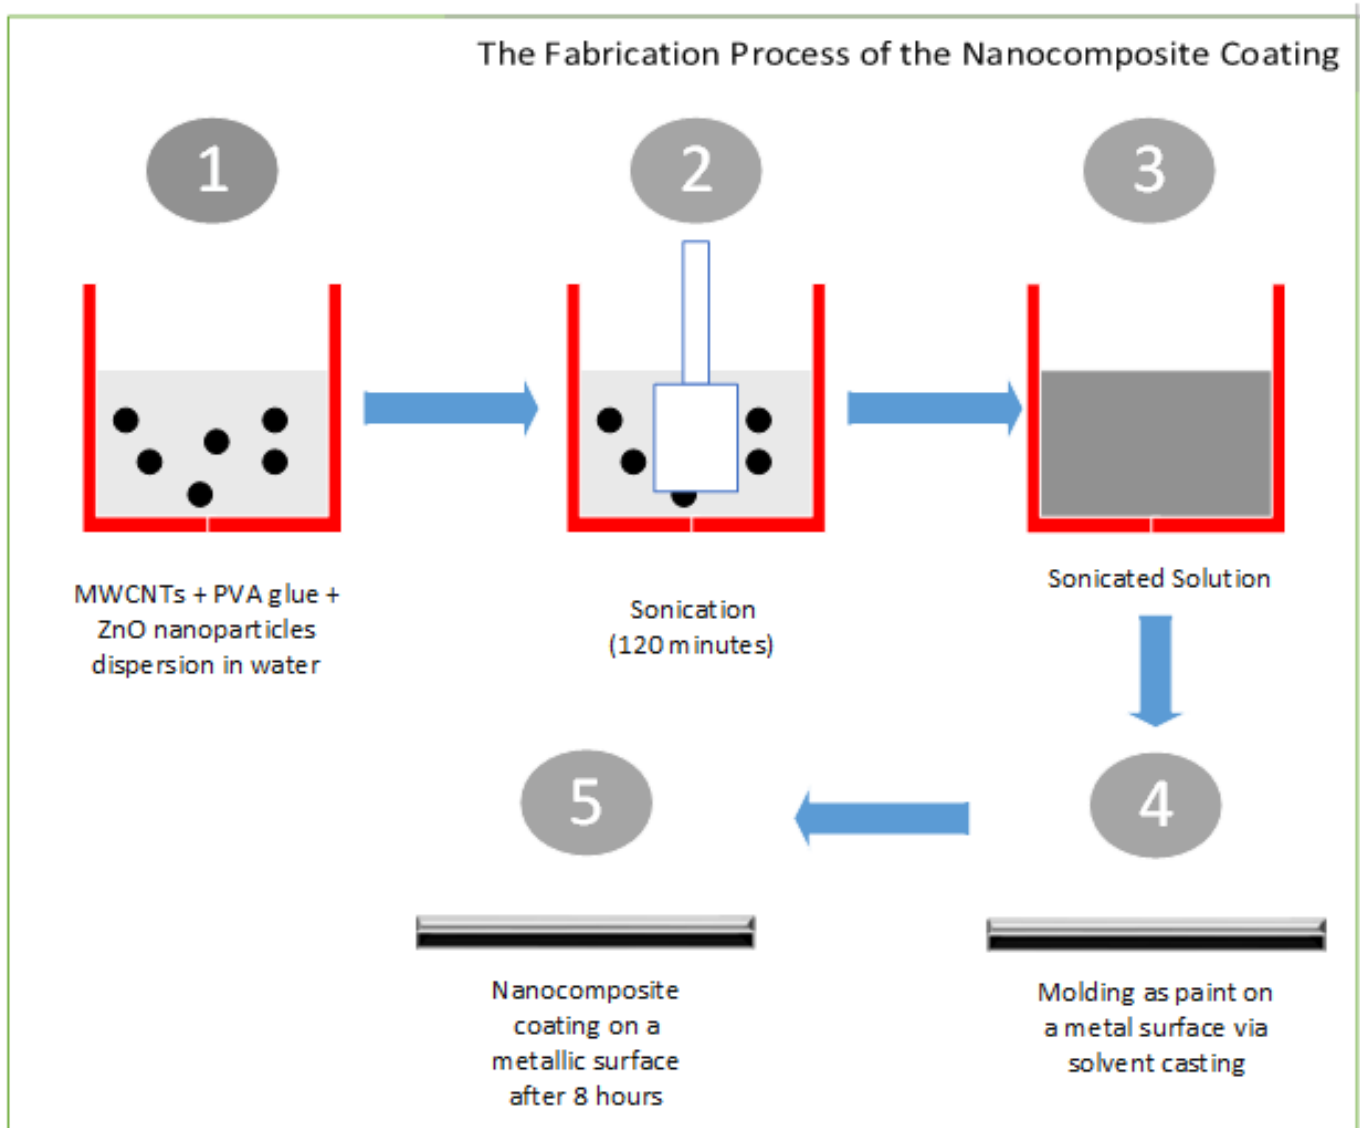 The Fabrication Process of the Nanocomposite Coating
1
2
3
MWCNTs + PVA glue +
ZnO nanoparticles
dispersion in water
Sonication
(120 minutes)
Sonicated Solution
4
Molding as paint on
a metal surface via
solvent casting
5
Nanocomposite
coating on a
metallic surface
after 8 hours